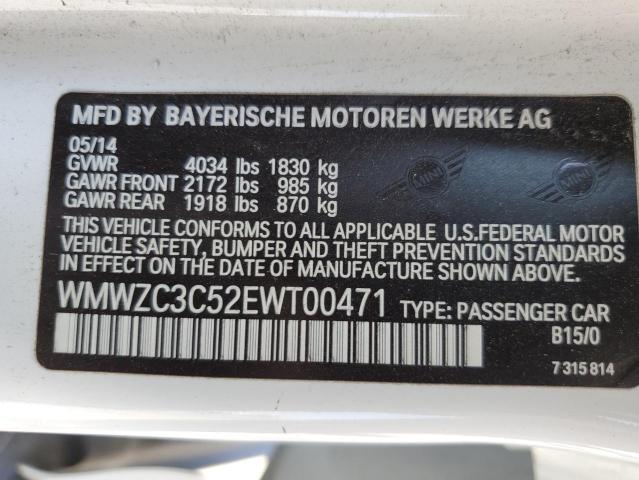 MFD BY BAYERISCHE MOTOREN WERKE AG
05/14
GVWR 4034 lbs 1830 kg
GAWR FRONT 2172 lbs 985 kg
GAWR REAR 1918 lbs 870 kg
MINI MINI
THIS VEHICLE CONFORMS TO ALL APPLICABLE U.S.FEDERAL MOTOR
VEHICLE SAFETY, BUMPER AND THEFT PREVENTION STANDARDS
IN EFFECT ON THE DATE OF MANUFACTURE SHOWN ABOVE.
WMWZC3C52EWT00471 TYPE: PASSENGER CAR
B15/0
7 315 814